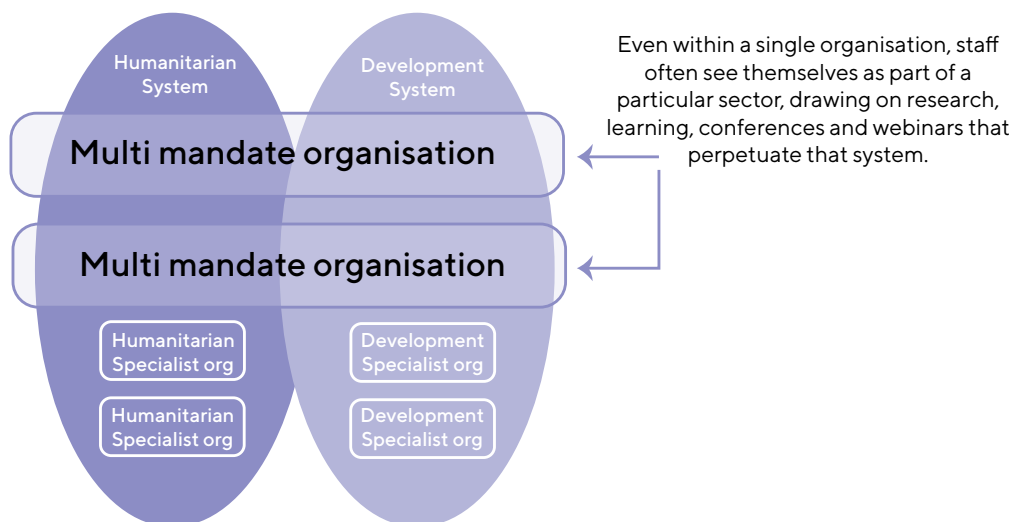 Humanitarian
System
Development
System
Even within a single organisation, staff
often see themselves as part of a
particular sector, drawing on research,
learning, conferences and webinars that
perpetuate that system.
Multi mandate organisation
Multi mandate organisation
Humanitarian
Specialist org
Development
Specialist org
Humanitarian
Specialist org
Development
Specialist org